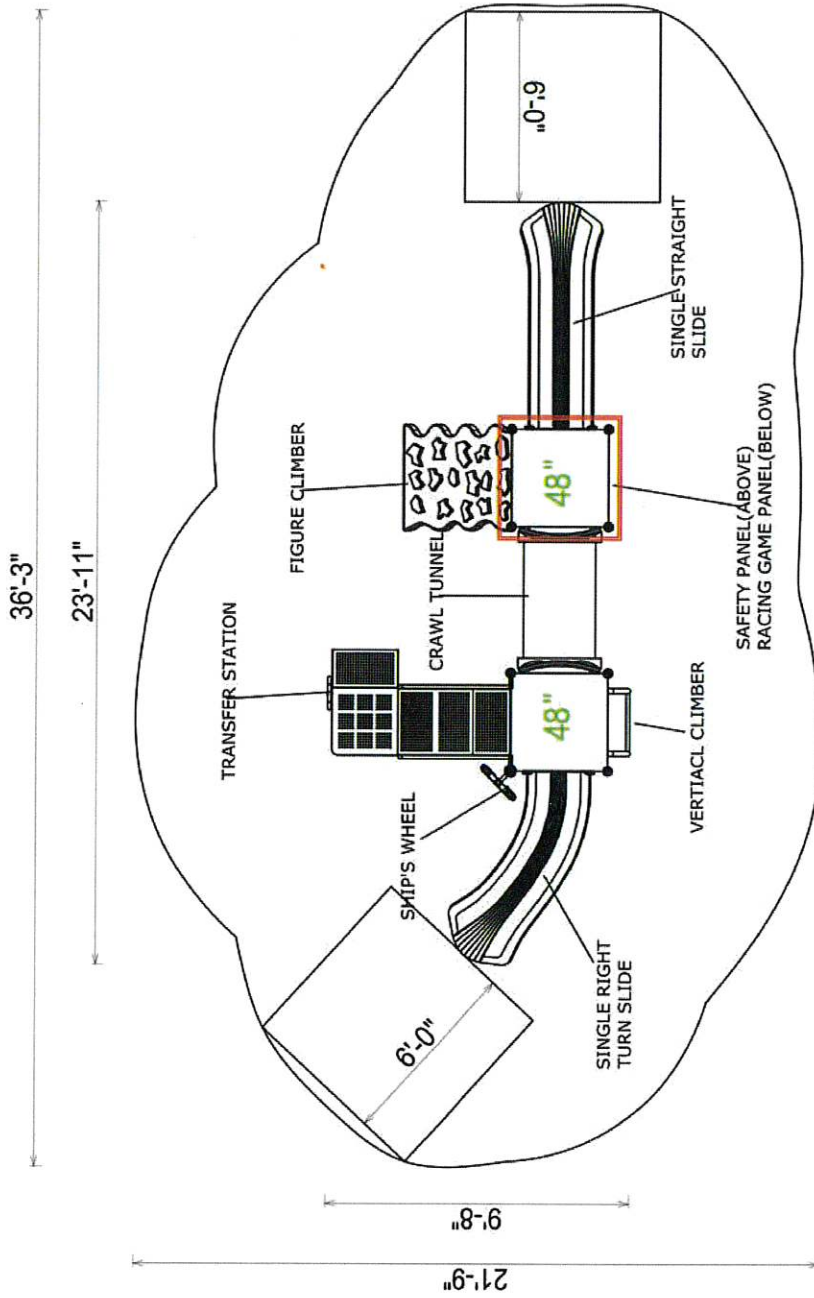 36'-3"
23'-11"
TRANSFER STATION
FIGURE CLIMBER
SHIP'S WHEEL
CRAWL TUNNEL
6'-0"
6'-0"
48"
48"
SINGLE RIGHT
TURN SLIDE
VERTIACL CLIMBER
SAFETY PANEL(ABOVE)
RACING GAME PANEL(BELOW)
SINGLE STRAIGHT
SLIDE
9'-8"
21'-9"